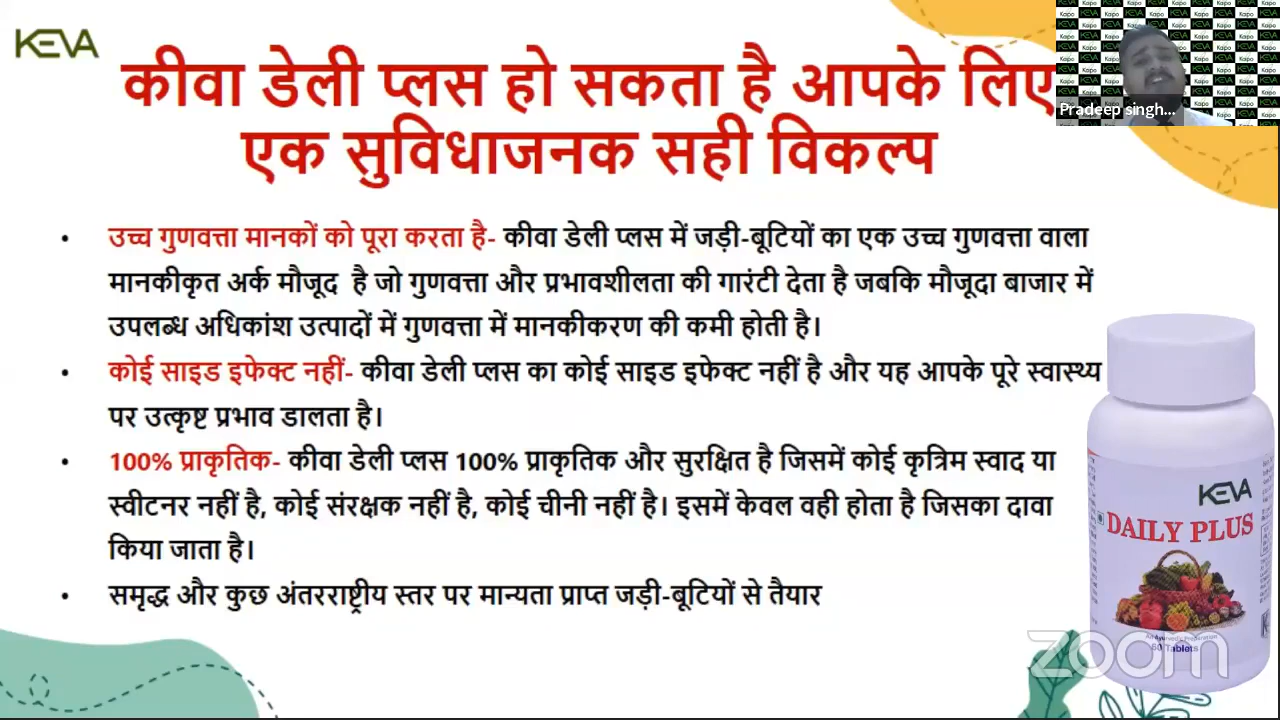 KEVA
कीवा डेली प्लस हो सकता है आपके लिए
एक सुविधाजनक सही विकल्प
Pradeep singh...
• उच्च गुणवत्ता मानकों को पूरा करता है- कीवा डेली प्लस में जड़ी-बूटियों का एक उच्च गुणवत्ता वाला
मानकीकृत अर्क मौजूद है जो गुणवत्ता और प्रभावशीलता की गारंटी देता है जबकि मौजूदा बाजार में
उपलब्ध अधिकांश उत्पादों में गुणवत्ता में मानकीकरण की कमी होती है।
• कोई साइड इफेक्ट नहीं- कीवा डेली प्लस का कोई साइड इफेक्ट नहीं है और यह आपके पूरे स्वास्थ्य
पर उत्कृष्ट प्रभाव डालता है।
• 100% प्राकृतिक- कीवा डेली प्लस 100% प्राकृतिक और सुरक्षित है जिसमें कोई कृत्रिम स्वाद या
स्वीटनर नहीं है, कोई संरक्षक नहीं है, कोई चीनी नहीं है। इसमें केवल वही होता है जिसका दावा
किया जाता है।
• समृद्ध और कुछ अंतरराष्ट्रीय स्तर पर मान्यता प्राप्त जड़ी-बूटियों से तैयार
KEVA
DAILY PLUS
An Ayurvedic Preparation
Tablets
zoom